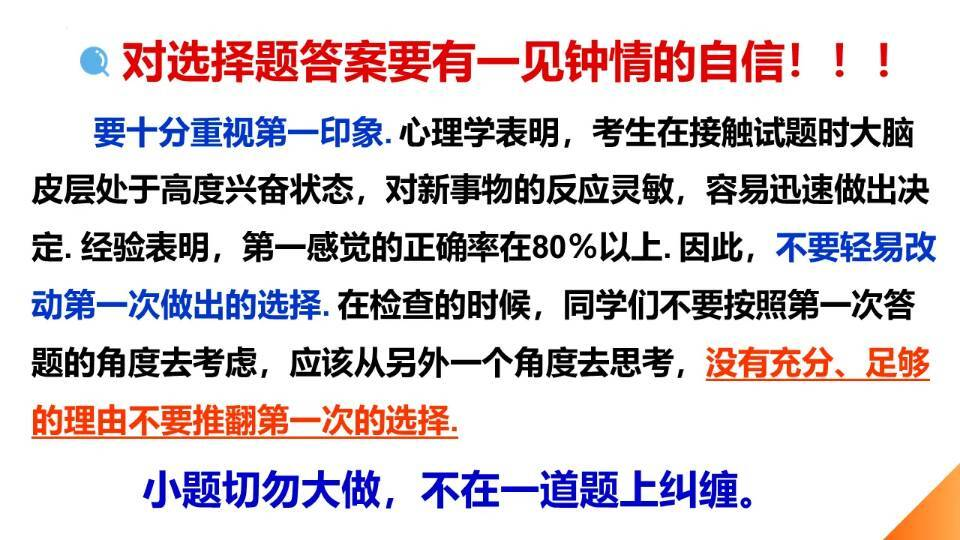 对选择题答案要有一见钟情的自信！！！
要十分重视第一印象. 心理学表明，考生在接触试题时大脑
皮层处于高度兴奋状态，对新事物的反应灵敏，容易迅速做出决
定. 经验表明，第一感觉的正确率在80%以上. 因此，不要轻易改
动第一次做出的选择. 在检查的时候，同学们不要按照第一次答
题的角度去考虑，应该从另外一个角度去思考，没有充分、足够
的理由不要推翻第一次的选择.
小题切勿大做，不在一道题上纠缠。